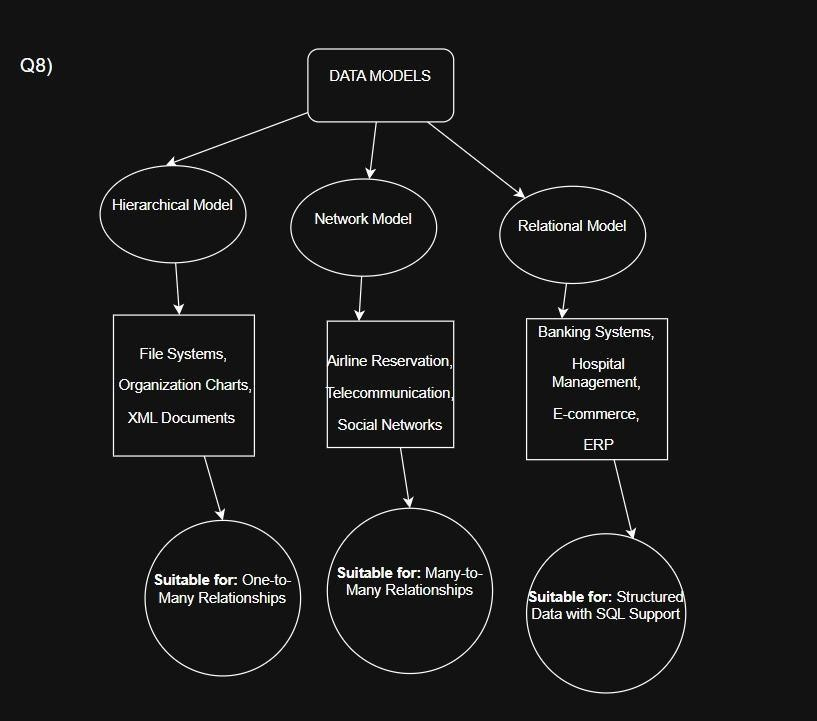 Q8)
DATA MODELS
Hierarchical Model
Network Model
Relational Model
File Systems,
Organization Charts,
XML Documents
Airline Reservation,
Telecommunication,
Social Networks
Banking Systems,
Hospital
Management,
E-commerce,
ERP
Suitable for: One-to-
Many Relationships
Suitable for: Many-to-
Many Relationships
Suitable for: Structured
Data with SQL Support